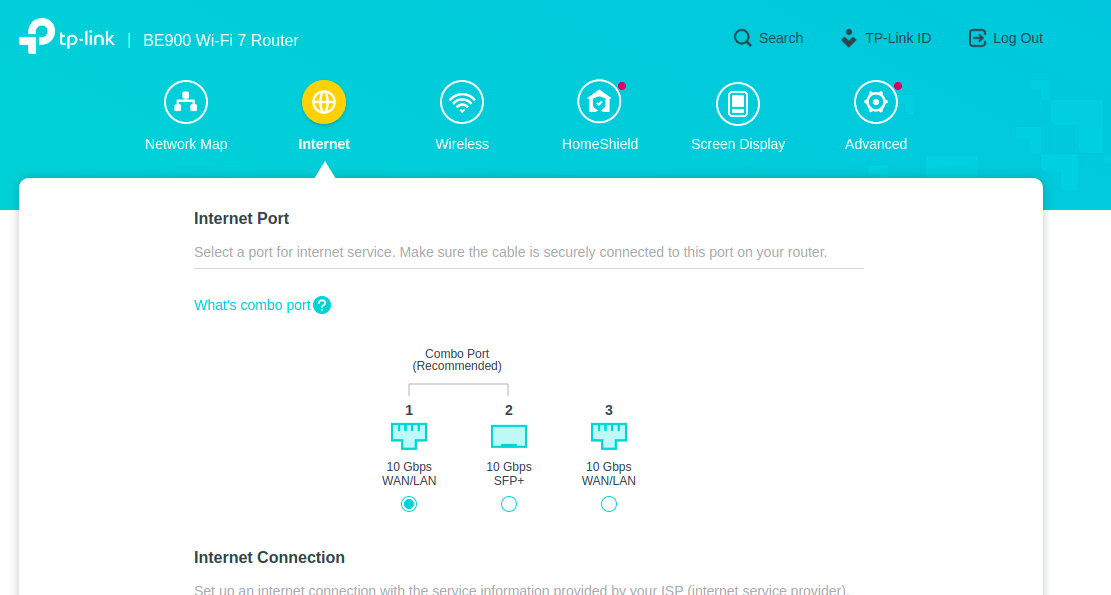 tp-link | BE900 Wi-Fi 7 Router
Search
TP-Link ID
Log Out
Network Map
Internet
Wireless
HomeShield
Screen Display
Advanced
Internet Port
Select a port for internet service. Make sure the cable is securely connected to this port on your router.
What's combo port ?
Combo Port
(Recommended)
1
2
3
10 Gbps
WAN/LAN
10 Gbps
SFP+
10 Gbps
WAN/LAN
Internet Connection
Set up an internet connection with the service information provided by your ISP (internet service provider).